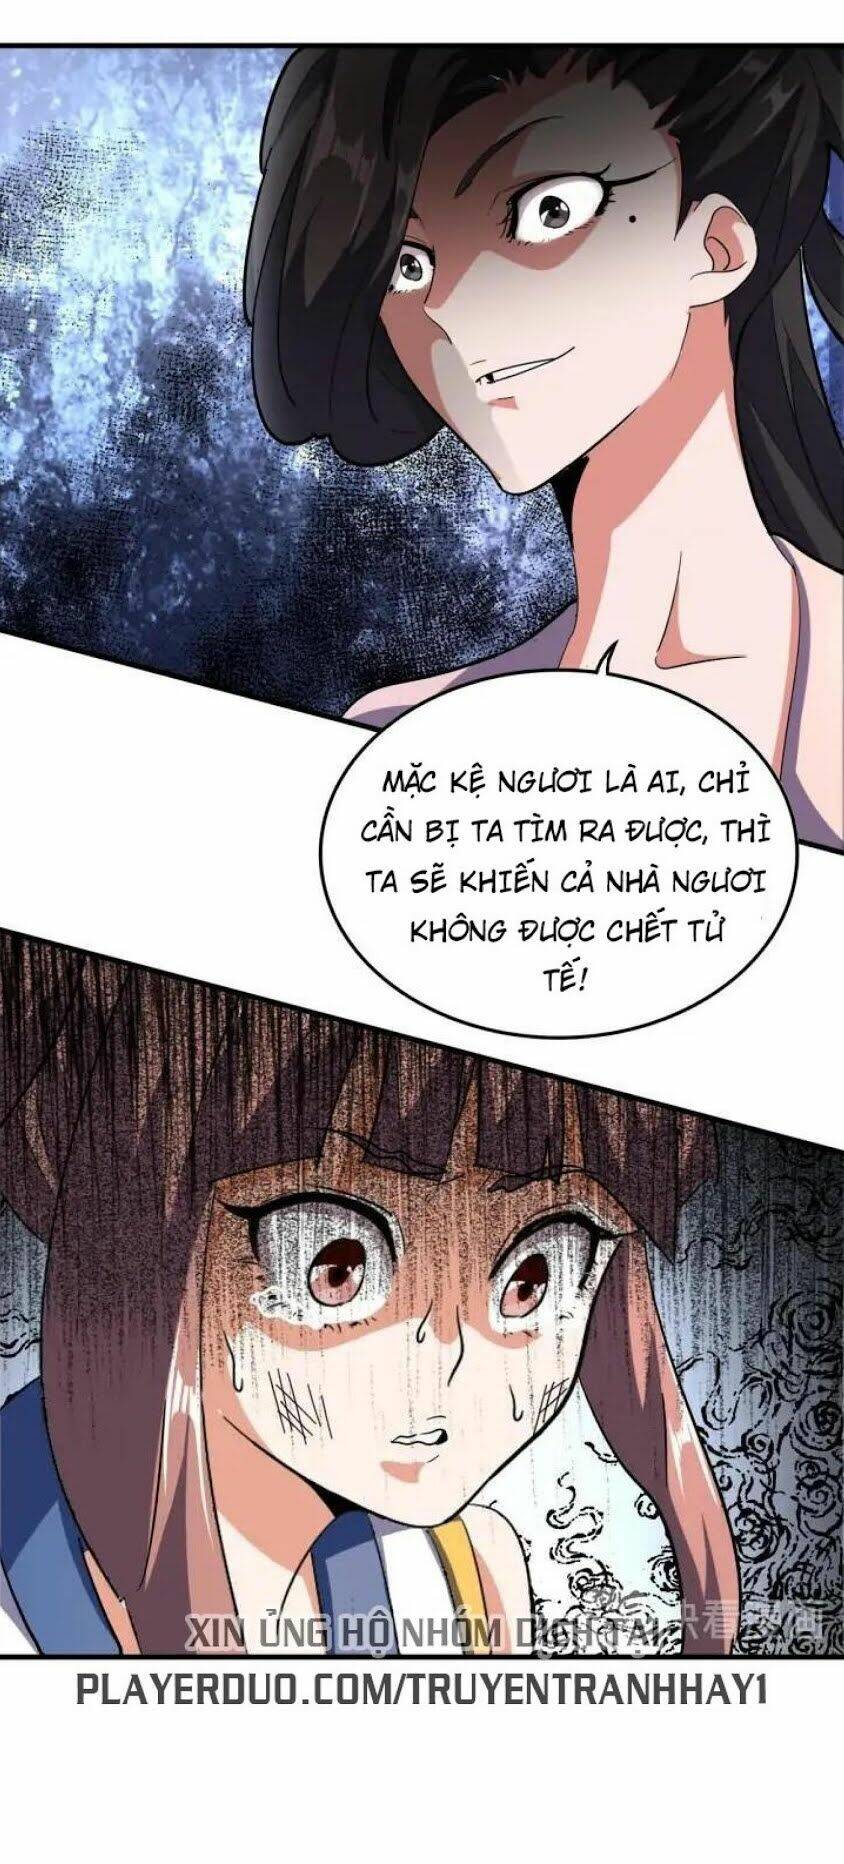 MẶC KỆ NGƯƠI LÀ AI, CHỈ
CẦN BỊ TA TÌM RA ĐƯỢC, THÌ
TA SẼ KHIẾN CẢ NHÀ NGƯƠI
KHÔNG ĐƯỢC CHẾT TỬ
TẾ!
XIN ỦNG HỘ NHÓM DỊCH TẠI
PLAYERDUO.COM/TRUYENTRANHHAY1